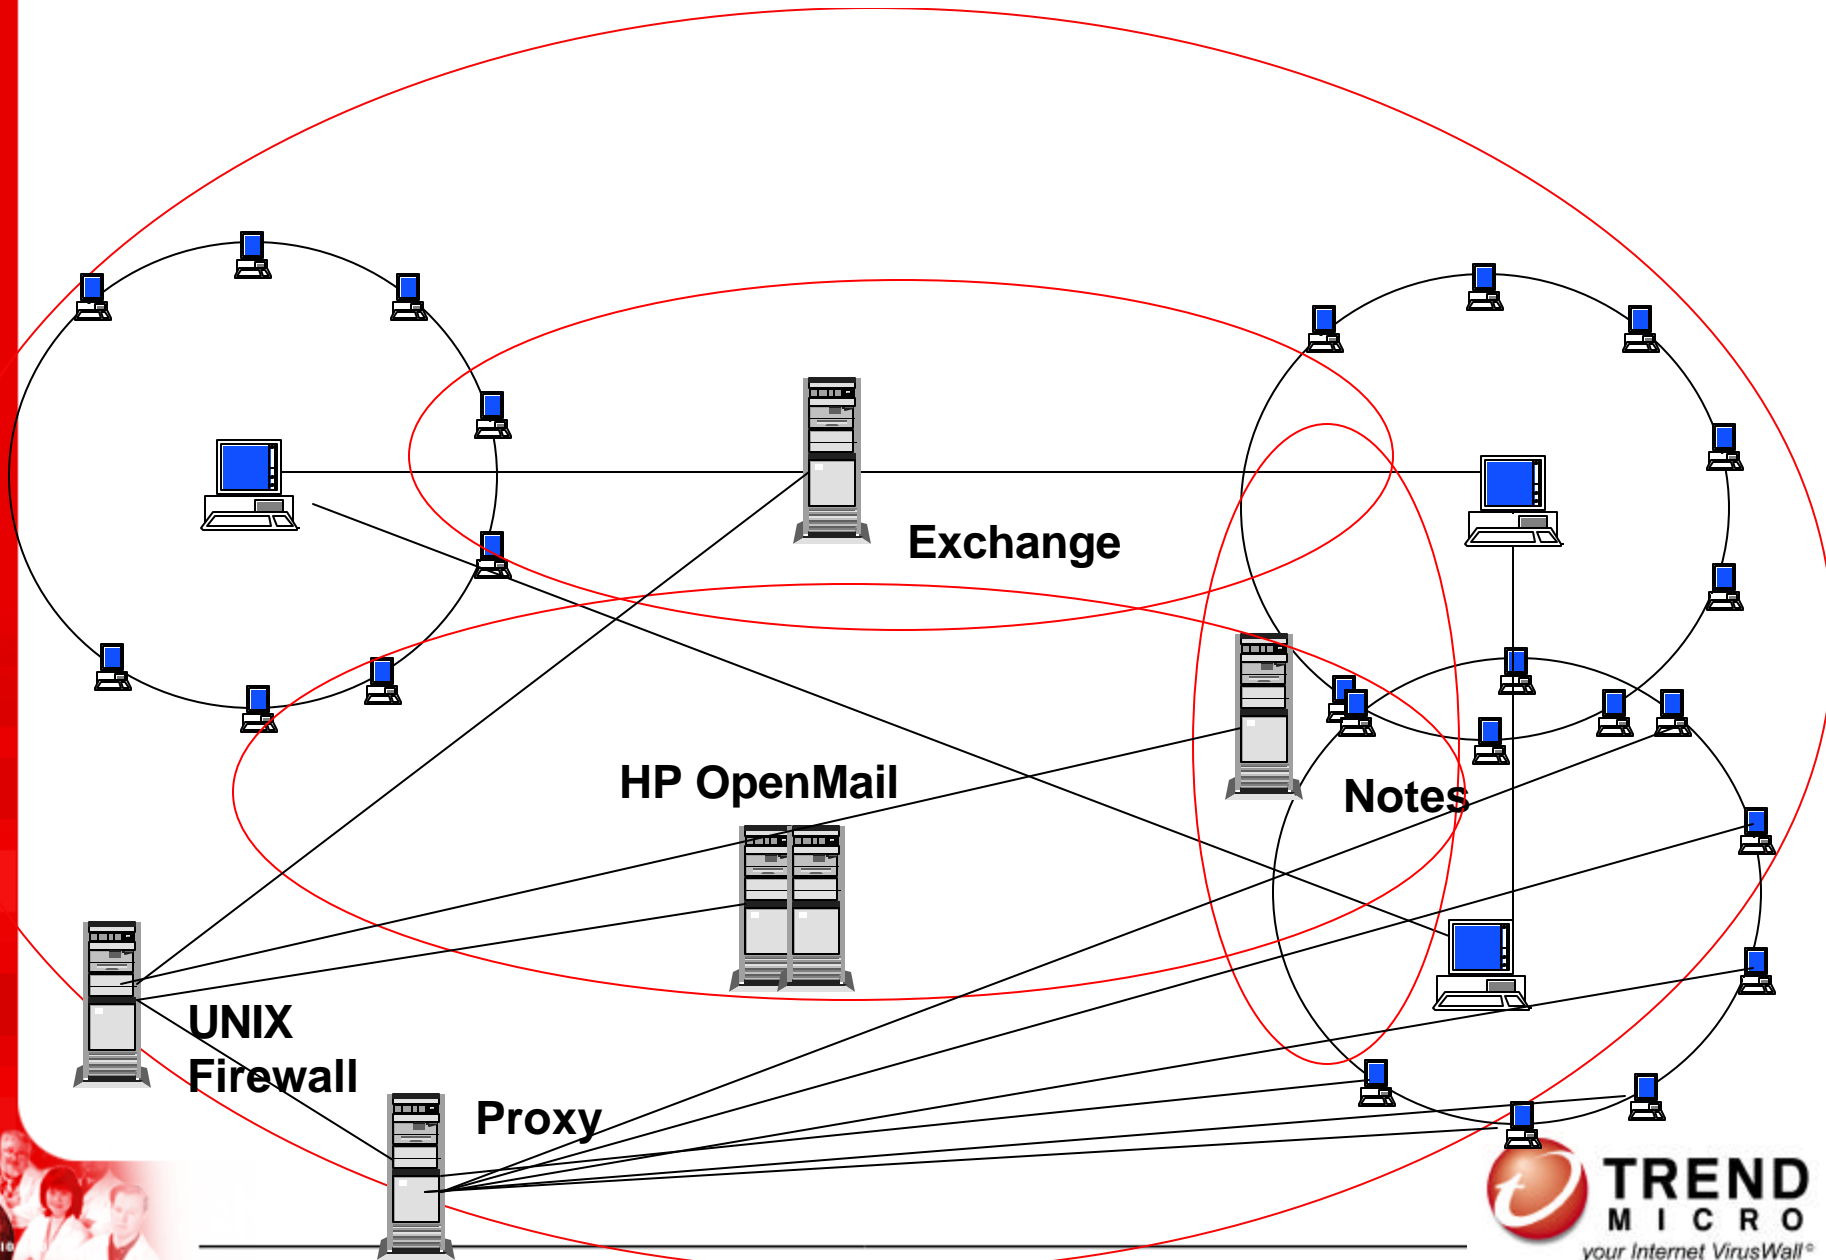 Exchange
HP OpenMail
Notes
UNIX
Firewall
Proxy
TREND
MICRO
your Internet VirusWall